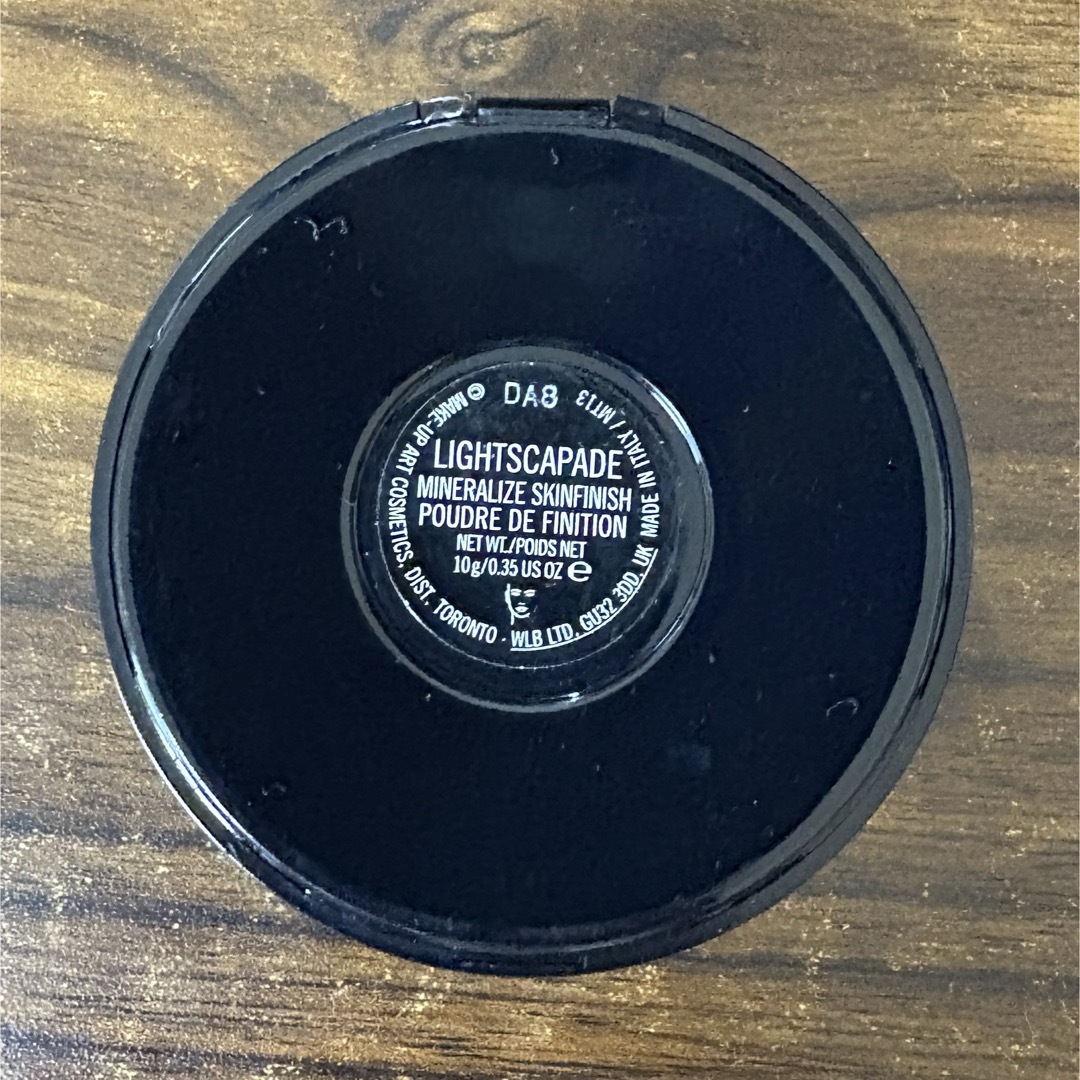 DA8
LIGHTSCAPADE
MINERALIZE SKINFINISH
POUDRE DE FINITION
NET WT./POIDS NET
10g/0.35 US OZ e
© MAKE-UP ART COSMETICS, DIST. TORONTO · WLB LTD. GU32 3DD, UK MADE IN ITALY / MT13